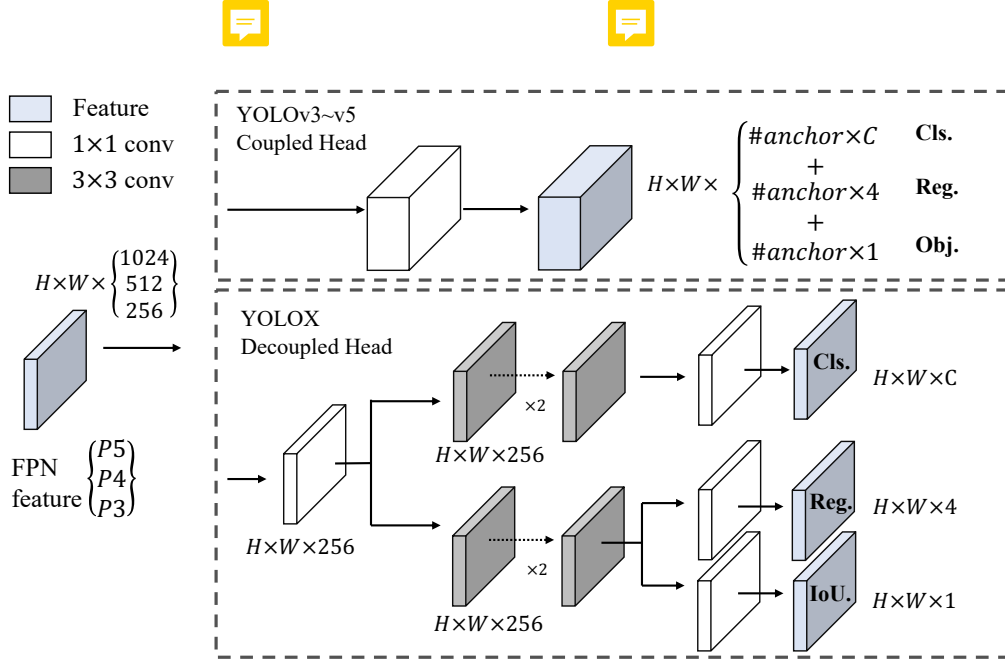 Feature
1×1 conv
3×3 conv
YOLOv3~v5
Coupled Head
H×W×
#anchor×C Cls.
+
#anchor×4 Reg.
+
#anchor×1 Obj.
H×W×
1024
512
256
FPN
feature
P5
P4
P3
YOLOX
Decoupled Head
H×W×256
×2
H×W×256
Cls.
H×W×C
×2
H×W×256
Reg.
H×W×4
IoU.
H×W×1